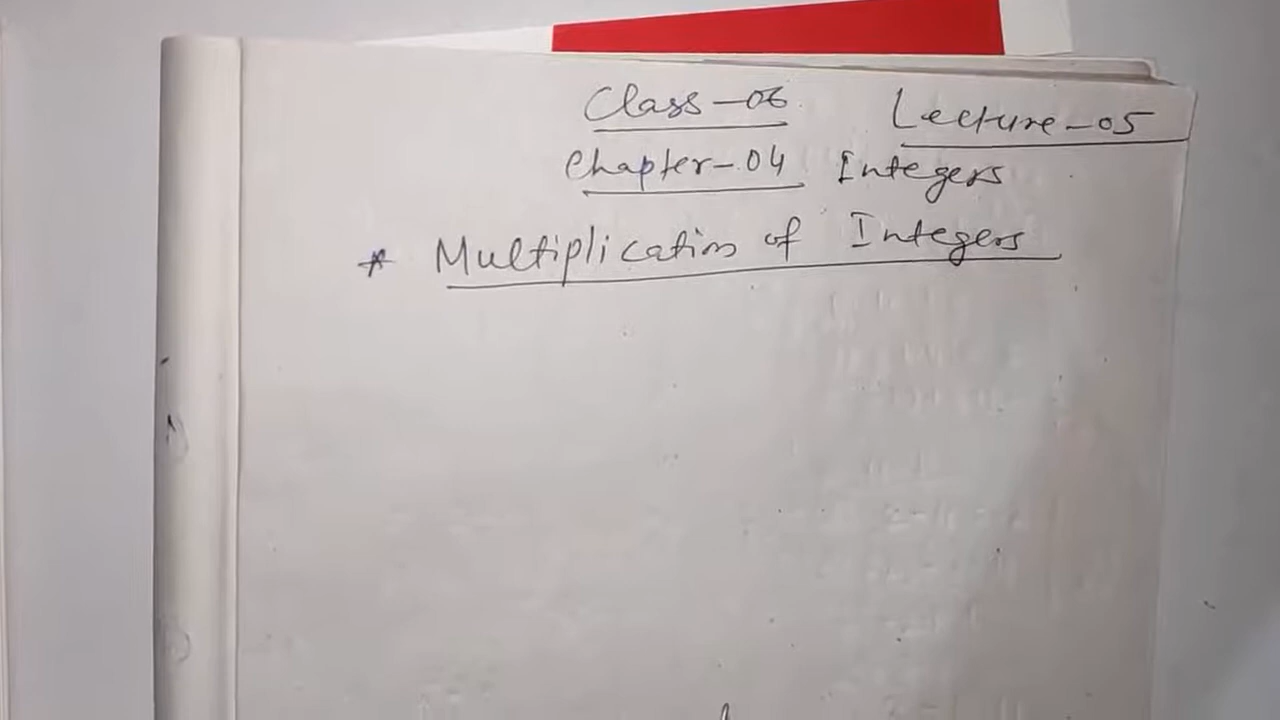 Class-06 Lecture-05
Chapter-04 Integers
* Multiplication of Integers